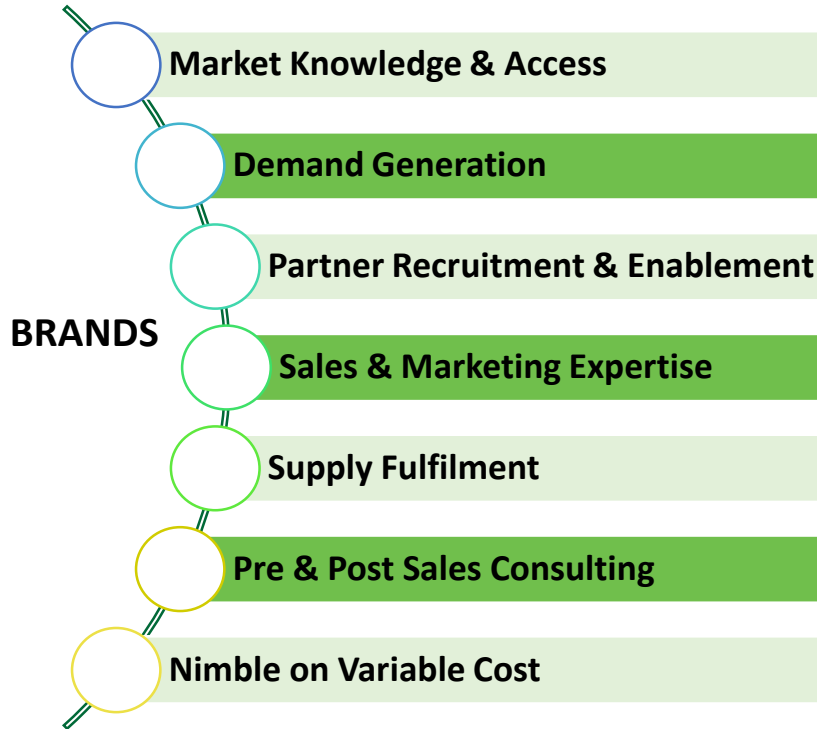 Market Knowledge & Access
Demand Generation
Partner Recruitment & Enablement
BRANDS
Sales & Marketing Expertise
Supply Fulfilment
Pre & Post Sales Consulting
Nimble on Variable Cost